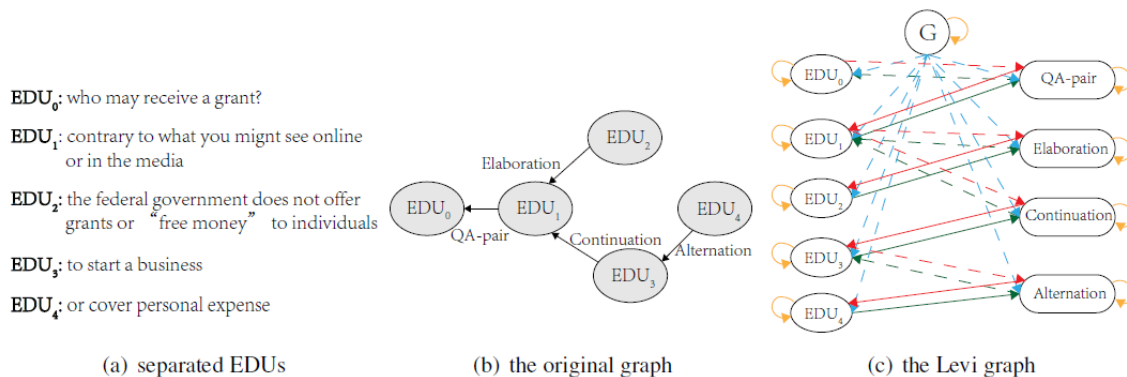 EDU₀: who may receive a grant?
EDU₁: contrary to what you mignt see online
or in the media
EDU₂: the federal government does not offer
grants or “free money” to individuals
EDU₃: to start a business
EDU₄: or cover personal expense
(a) separated EDUs
EDU₂
Elaboration
EDU₀
EDU₁
EDU₄
QA-pair
Continuation
Alternation
EDU₃
(b) the original graph
G
EDU₀
QA-pair
EDU₁
Elaboration
EDU₂
Continuation
EDU₃
Alternation
EDU₄
(c) the Levi graph